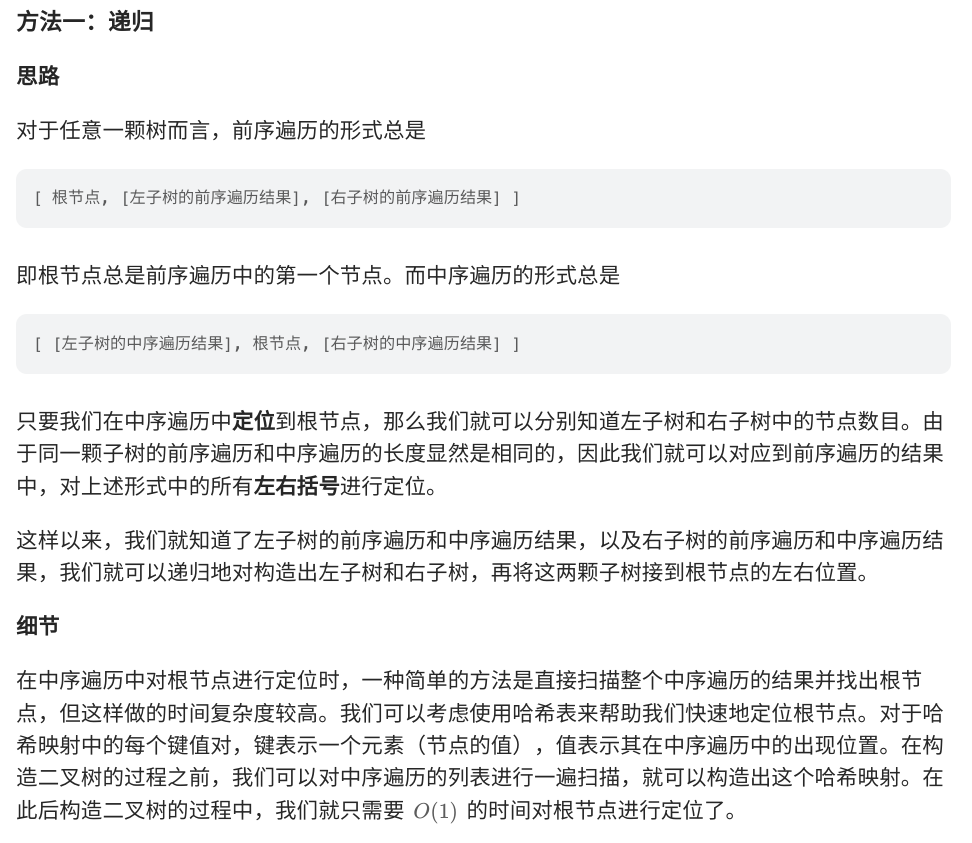 方法一：递归
思路
对于任意一颗树而言，前序遍历的形式总是
[ 根节点, [左子树的前序遍历结果], [右子树的前序遍历结果] ]
即根节点总是前序遍历中的第一个节点。而中序遍历的形式总是
[ [左子树的中序遍历结果], 根节点, [右子树的中序遍历结果] ]
只要我们在中序遍历中定位到根节点，那么我们就可以分别知道左子树和右子树中的节点数目。由
于同一颗子树的前序遍历和中序遍历的长度显然是相同的，因此我们就可以对应到前序遍历的结果
中，对上述形式中的所有左右括号进行定位。
这样以来，我们就知道了左子树的前序遍历和中序遍历结果，以及右子树的前序遍历和中序遍历结
果，我们就可以递归地对构造出左子树和右子树，再将这两颗子树接到根节点的左右位置。
细节
在中序遍历中对根节点进行定位时，一种简单的方法是直接扫描整个中序遍历的结果并找出根节
点，但这样做的时间复杂度较高。我们可以考虑使用哈希表来帮助我们快速地定位根节点。对于哈
希映射中的每个键值对，键表示一个元素（节点的值），值表示其在中序遍历中的出现位置。在构
造二叉树的过程之前，我们可以对中序遍历的列表进行一遍扫描，就可以构造出这个哈希映射。在
此后构造二叉树的过程中，我们就只需要 O(1) 的时间对根节点进行定位了。